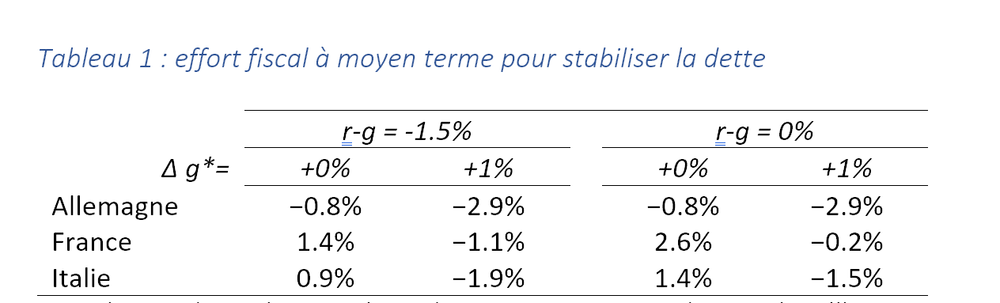 Tableau 1 : effort fiscal à moyen terme pour stabiliser la dette
r-g = -1.5% r-g = 0%
Δ g*= +0% +1% +0% +1%
Allemagne −0.8% −2.9% −0.8% −2.9%
France 1.4% −1.1% 2.6% −0.2%
Italie 0.9% −1.9% 1.4% −1.5%